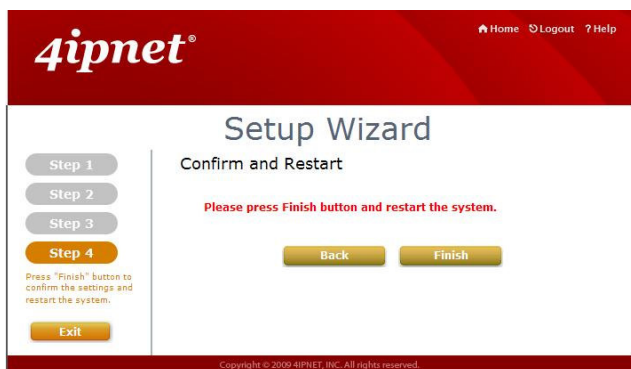 4ipnet®
Home Logout ? Help
Setup Wizard
Step 1
Step 2
Step 3
Step 4
Press "Finish" button to
confirm the settings and
restart the system.
Exit
Confirm and Restart
Please press Finish button and restart the system.
Back Finish
Copyright © 2009 4IPNET, INC. All rights reserved.